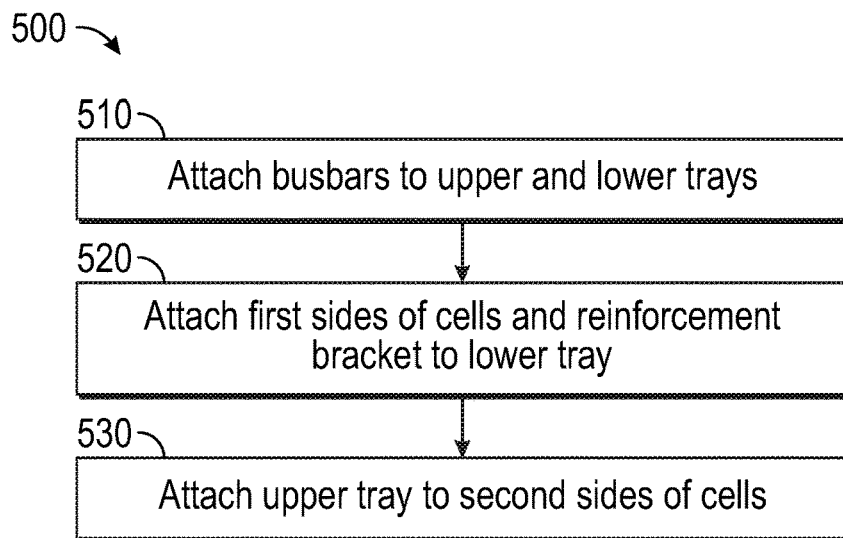 500
510
Attach busbars to upper and lower trays
520
Attach first sides of cells and reinforcement
bracket to lower tray
530
Attach upper tray to second sides of cells